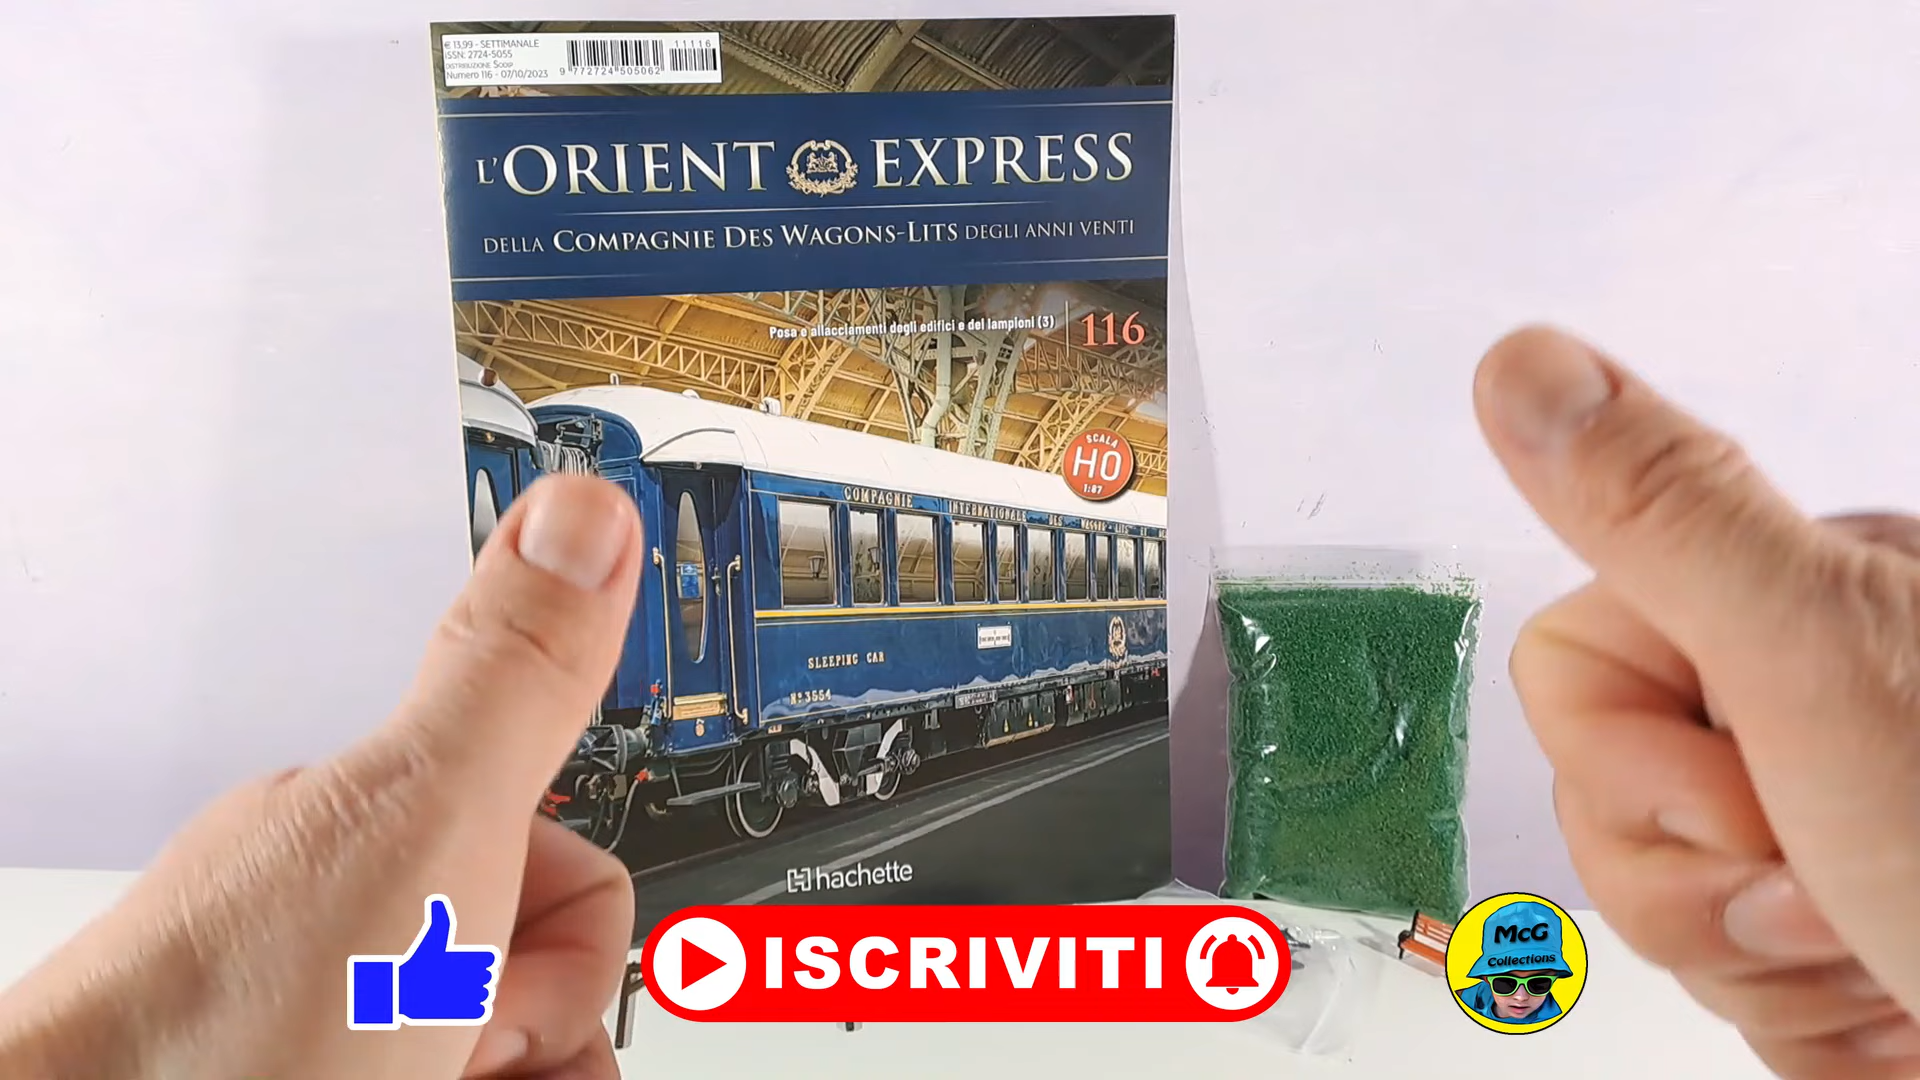 € 13,99 - SETTIMANALE
ISSN: 2724-5055
DISTRIBUZIONE SODIP
Numero 116 - 07/10/2023
11116
9 772724 505062
L'ORIENT EXPRESS
DELLA COMPAGNIE DES WAGONS-LITS DEGLI ANNI VENTI
Posa e allacciamenti degli edifici e dei lampioni (3)
116
SCALA
HO
1:87
COMPAGNIE INTERNATIONALE DES WAGONS-LITS
SLEEPING CAR
Nº 3554
hachette
ISCRIVITI
McG
Collections